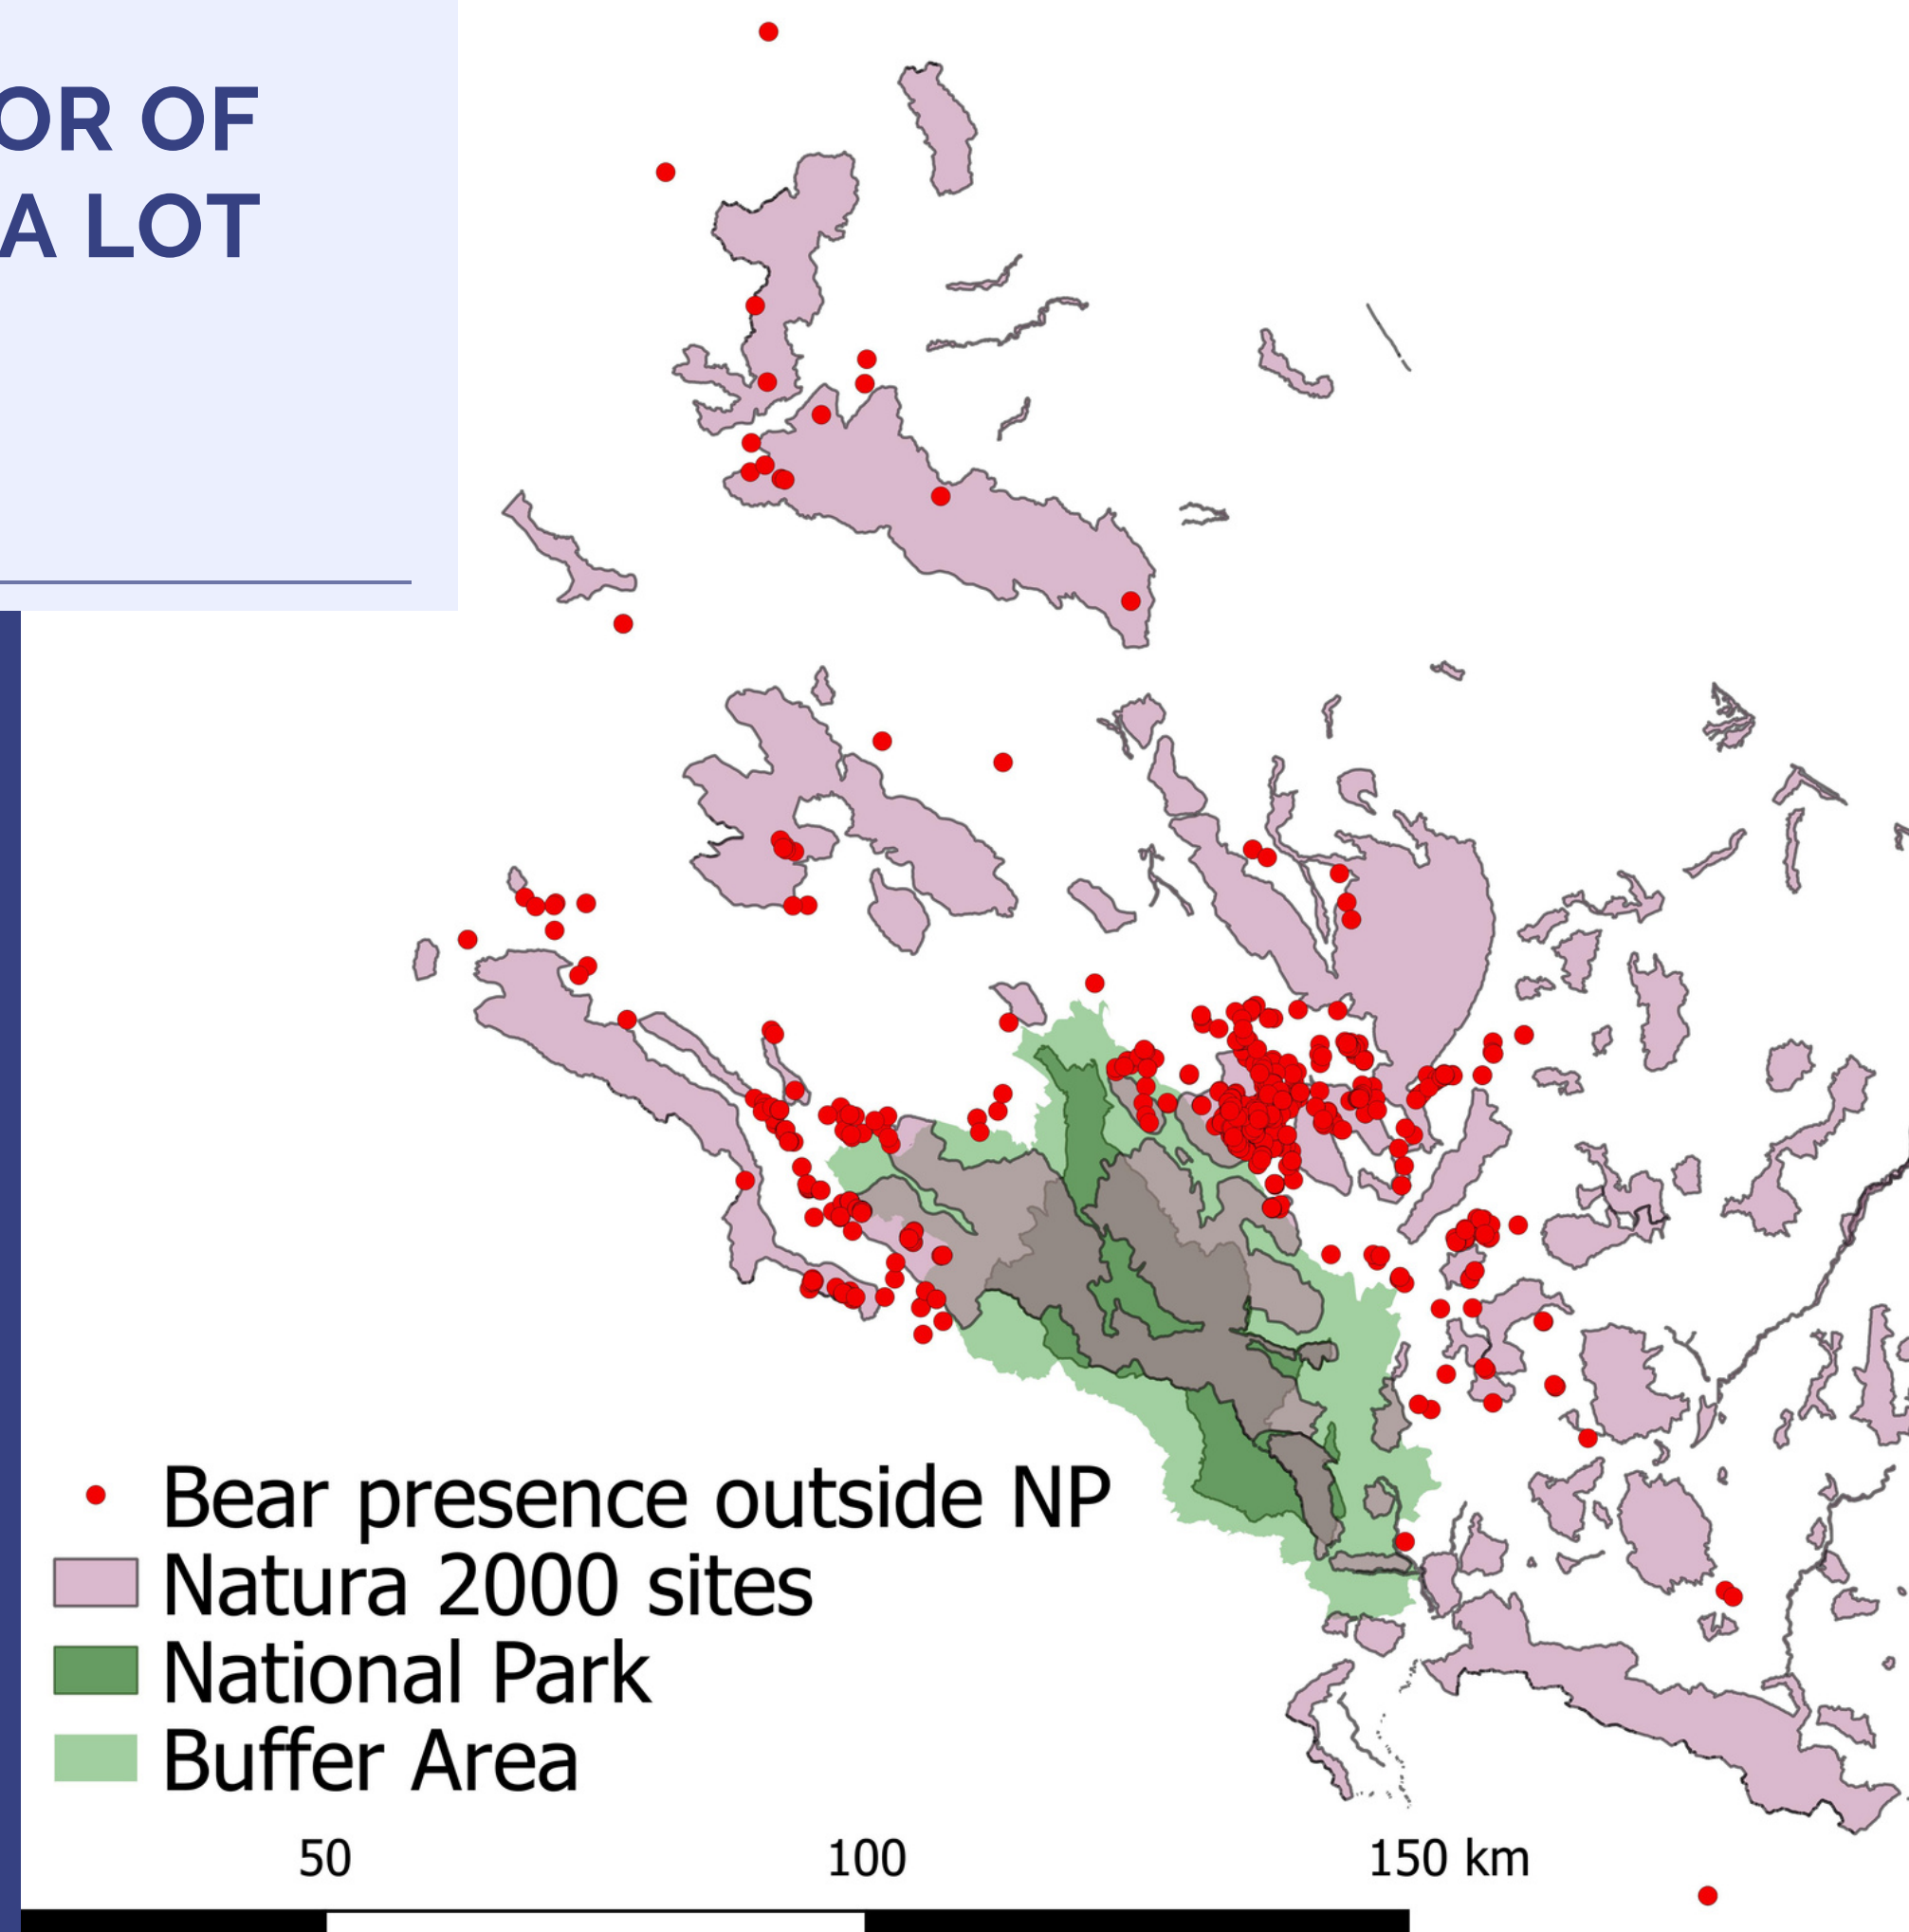 OR OF
A LOT
Bear presence outside NP
Natura 2000 sites
National Park
Buffer Area
50 100 150 km